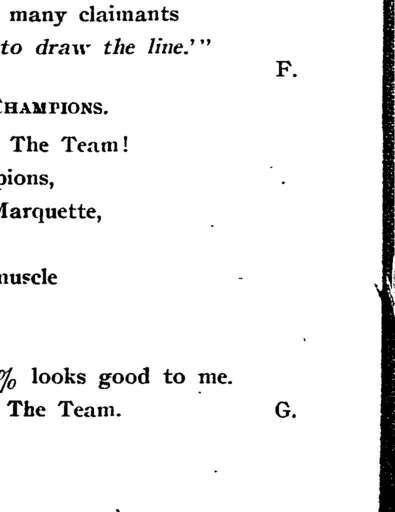 many claimants
to draw the line.'"
F.
CHAMPIONS.
The Team!
pions,
Marquette,
muscle
% looks good to me.
The Team.
G.